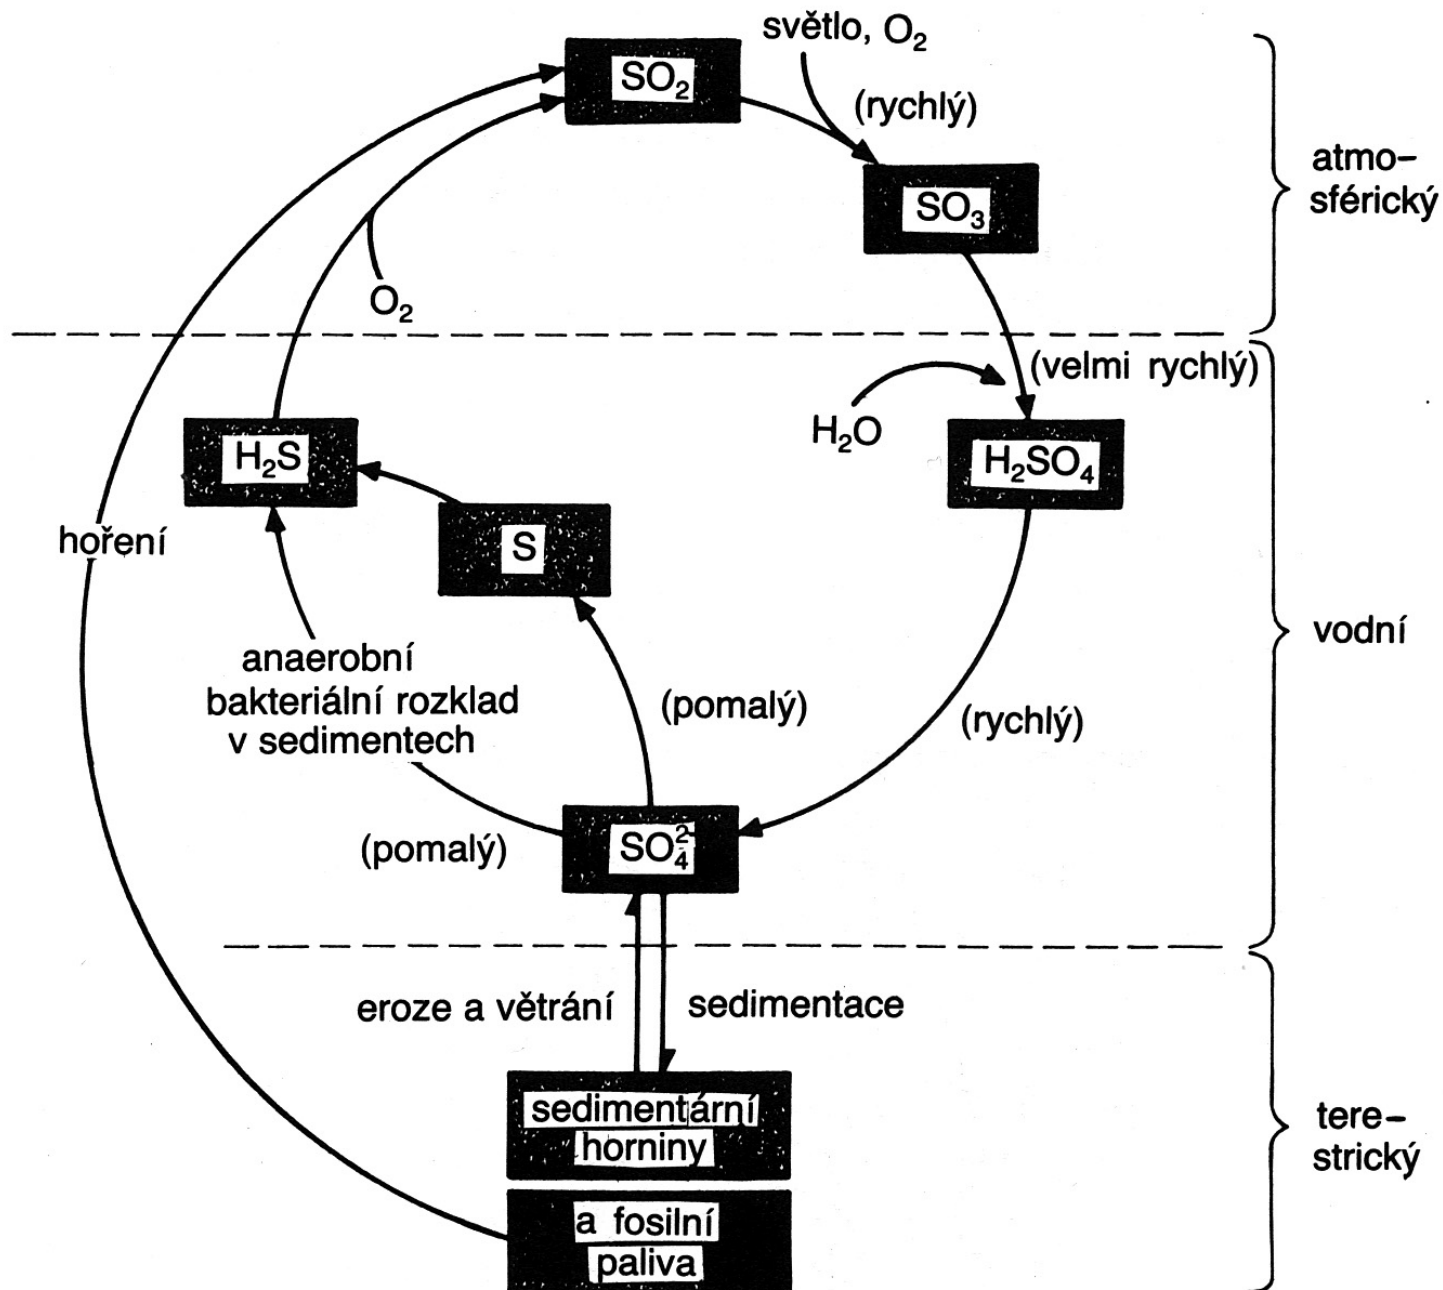 světlo, O₂
SO₂
(rychlý)
atmo-
sférický
SO₃
O₂
(velmi rychlý)
H₂O
H₂S
H₂SO₄
hoření
S
vodní
anaerobní
bakteriální rozklad
v sedimentech
(pomalý)
(rychlý)
(pomalý)
SO₄²⁻
eroze a větrání
sedimentace
sedimentární
horniny
tere-
strický
a fosilní
paliva